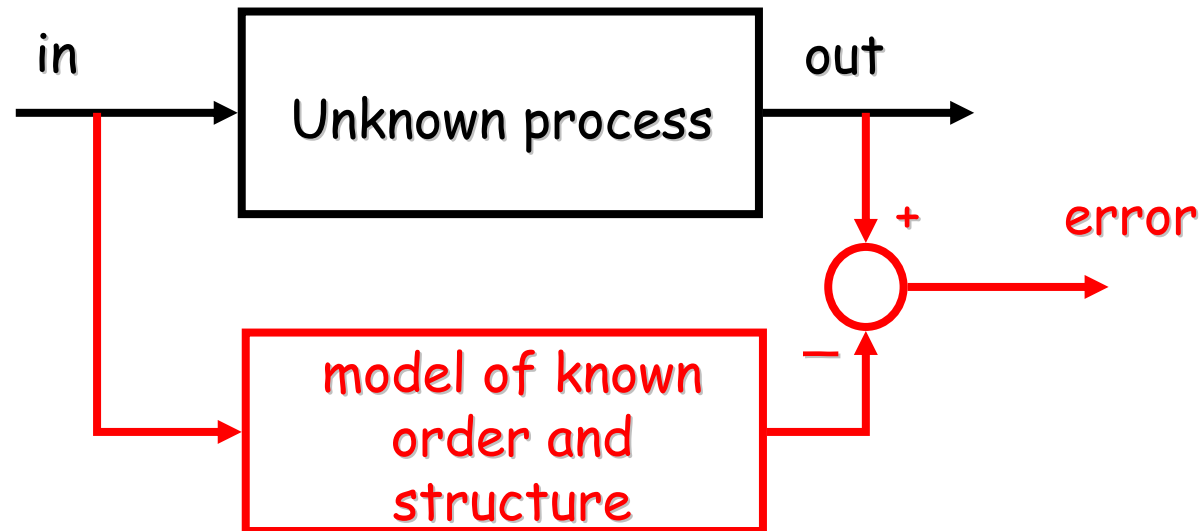 in
out
Unknown process
+
error
—
model of known
order and
structure